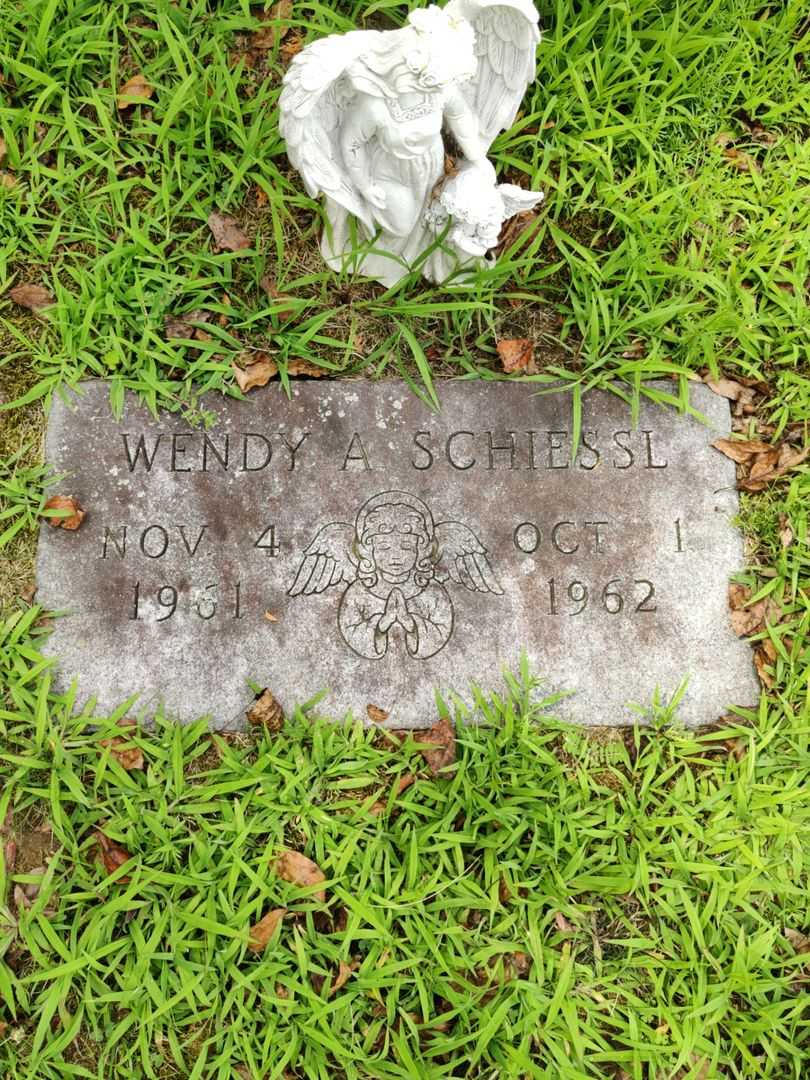 WENDY A. SCHIESSL
NOV. 4 OCT. 1
1961 1962